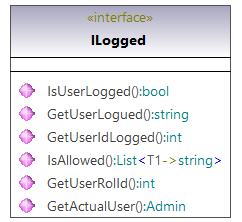 «interface»
ILogged
IsUserLogged():bool
GetUserLogued():string
GetUserIdLogged():int
IsAllowed():List<T1->string>
GetUserRolId():int
GetActualUser():Admin